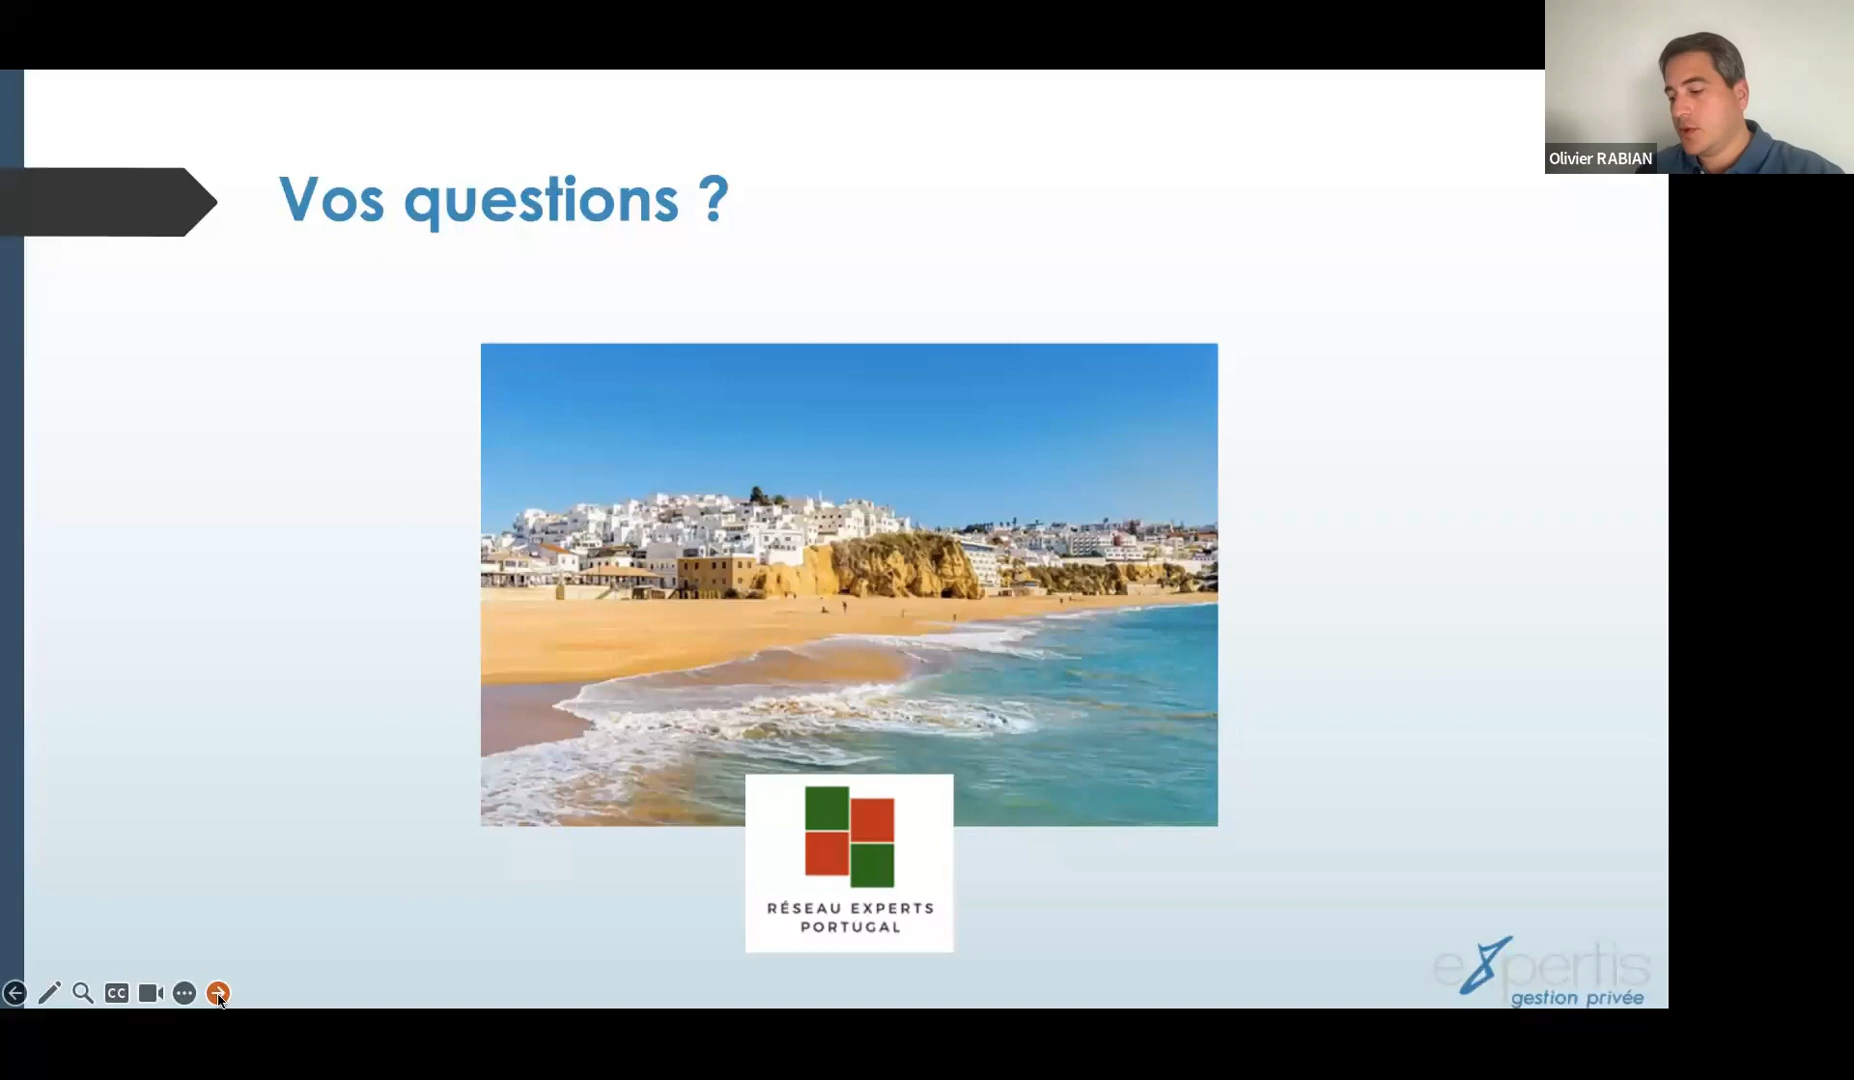 Olivier RABIAN
Vos questions ?
RÉSEAU EXPERTS
PORTUGAL
CC
expertis
gestion privée